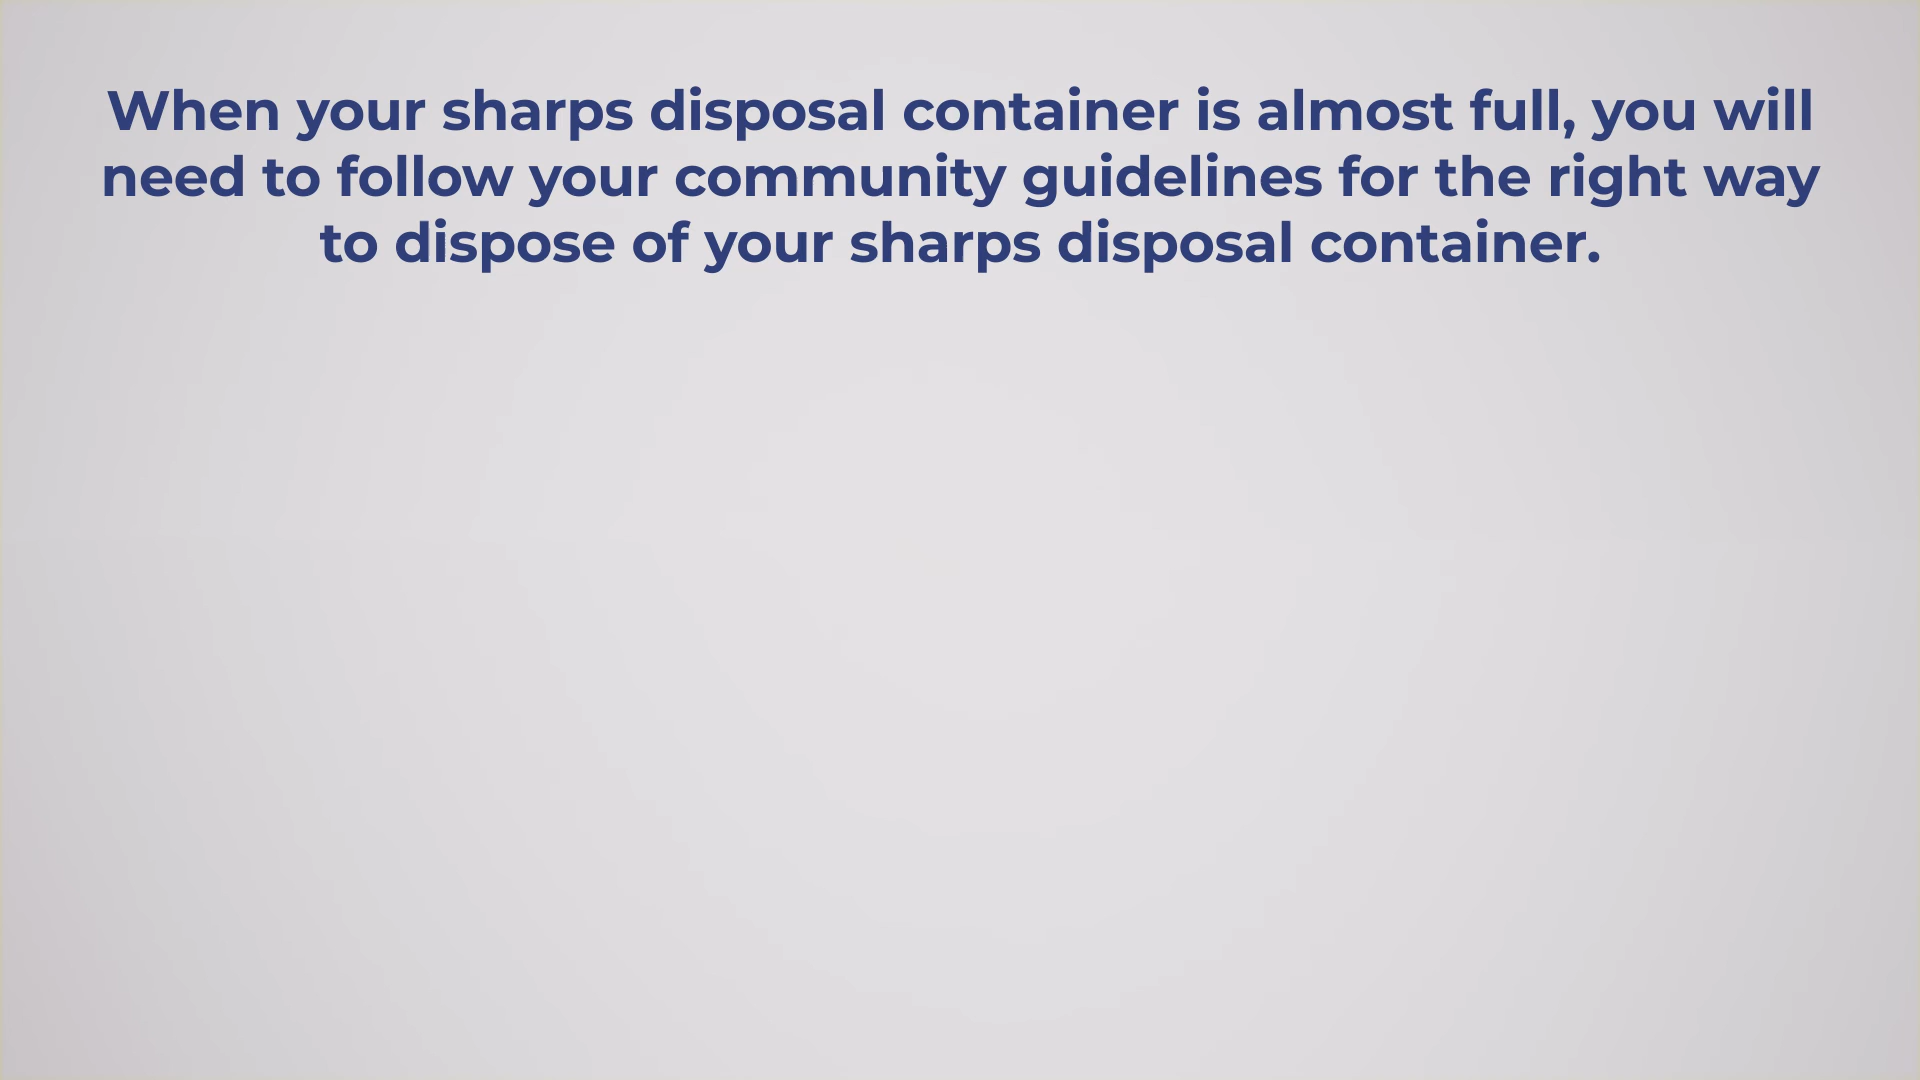 When your sharps disposal container is almost full, you will
need to follow your community guidelines for the right way
to dispose of your sharps disposal container.